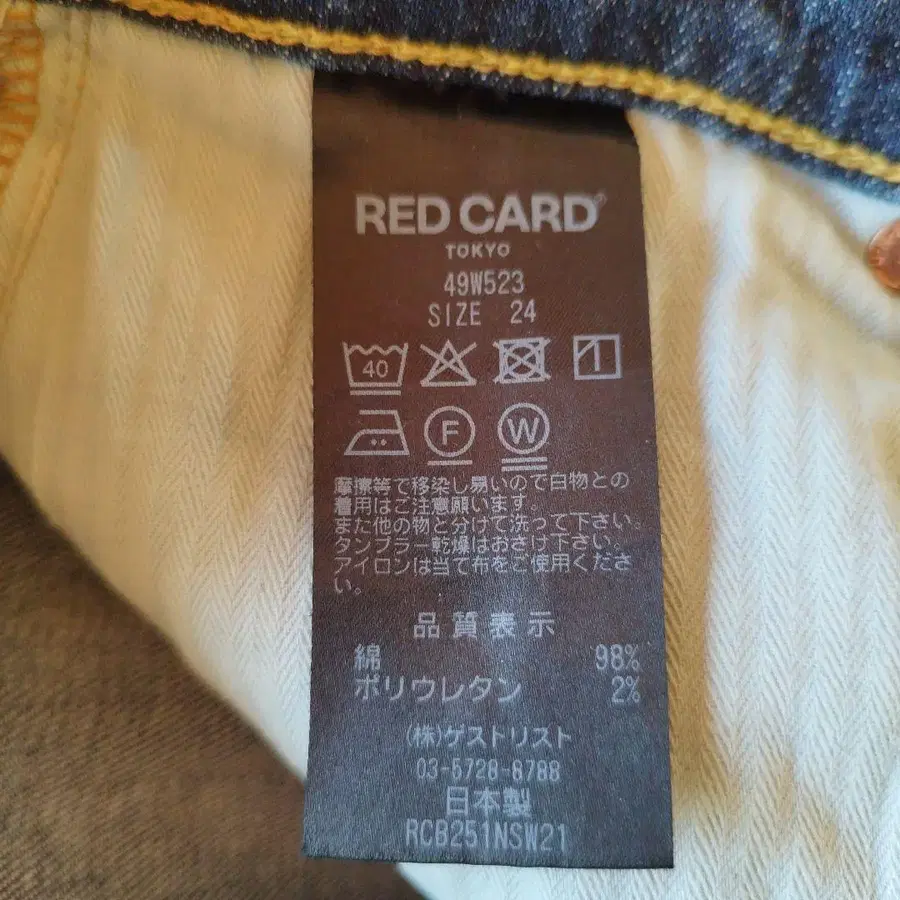 RED CARD
TOKYO
49W523
SIZE 24
40
F W
摩擦等で移染し易いので白物との
着用はご注意願います。
また他の物と分けて洗って下さい。
タンブラー乾燥はおさけ下さい。
アイロンは当て布をご使用くださ
い。
品質表示
綿 98%
ポリウレタン 2%
(株)ゲストリスト
03-5728-8788
日本製
RCB251NSW21